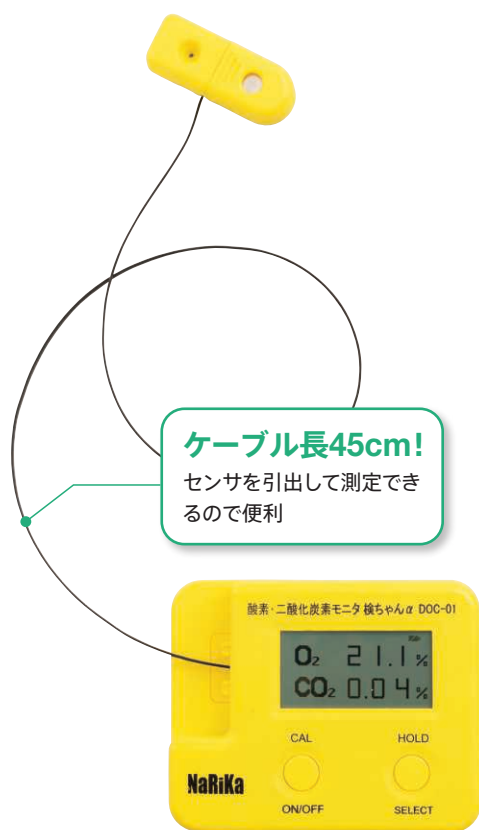 ケーブル長45cm!
センサを引出して測定でき
るので便利
酸素・二酸化炭素モニタ 検ちゃんα DOC-01
O₂ 21.1%
CO₂ 0.04%
CAL HOLD
NaRiKa
ON/OFF SELECT